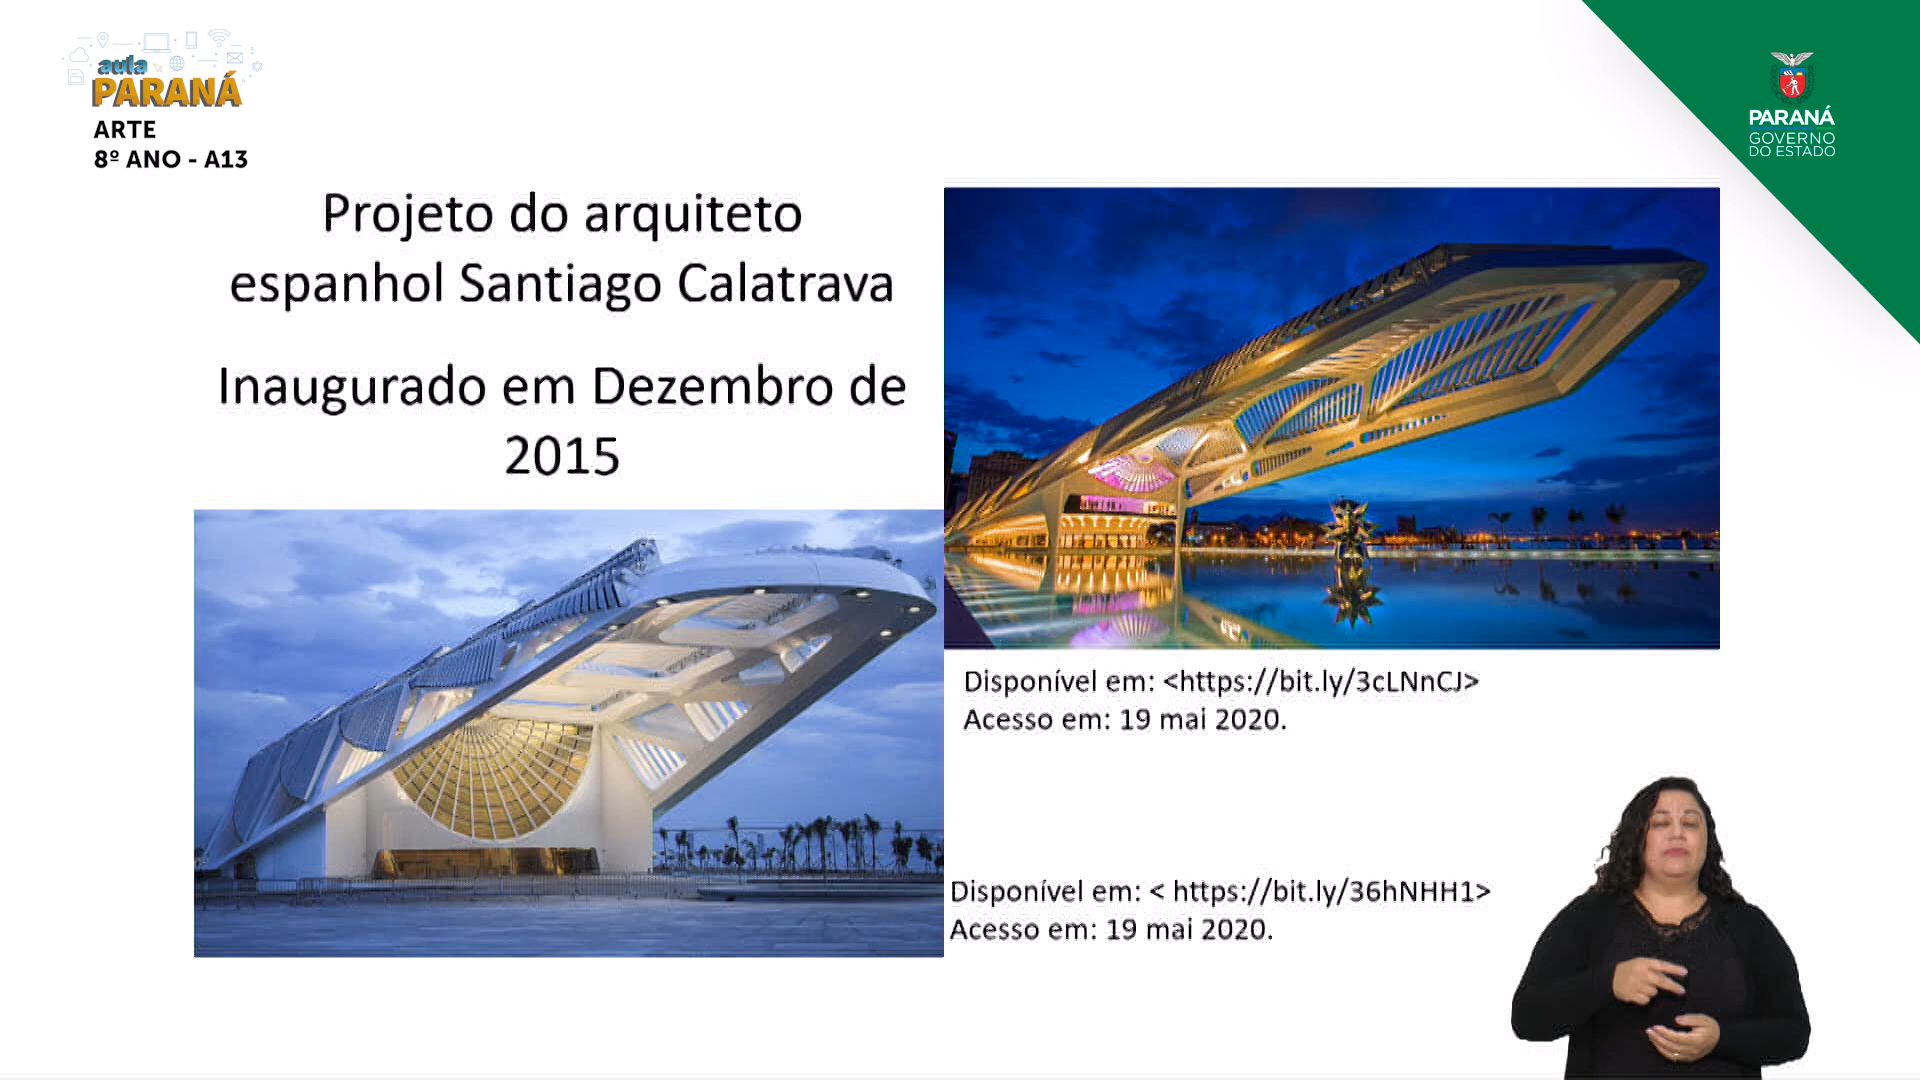 aula
PARANÁ
ARTE
8º ANO - A13
PARANÁ
GOVERNO
DO ESTADO
Projeto do arquiteto
espanhol Santiago Calatrava
Inaugurado em Dezembro de
2015
Disponível em: <https://bit.ly/3cLNnCJ>
Acesso em: 19 mai 2020.
Disponível em: < https://bit.ly/36hNHH1>
Acesso em: 19 mai 2020.